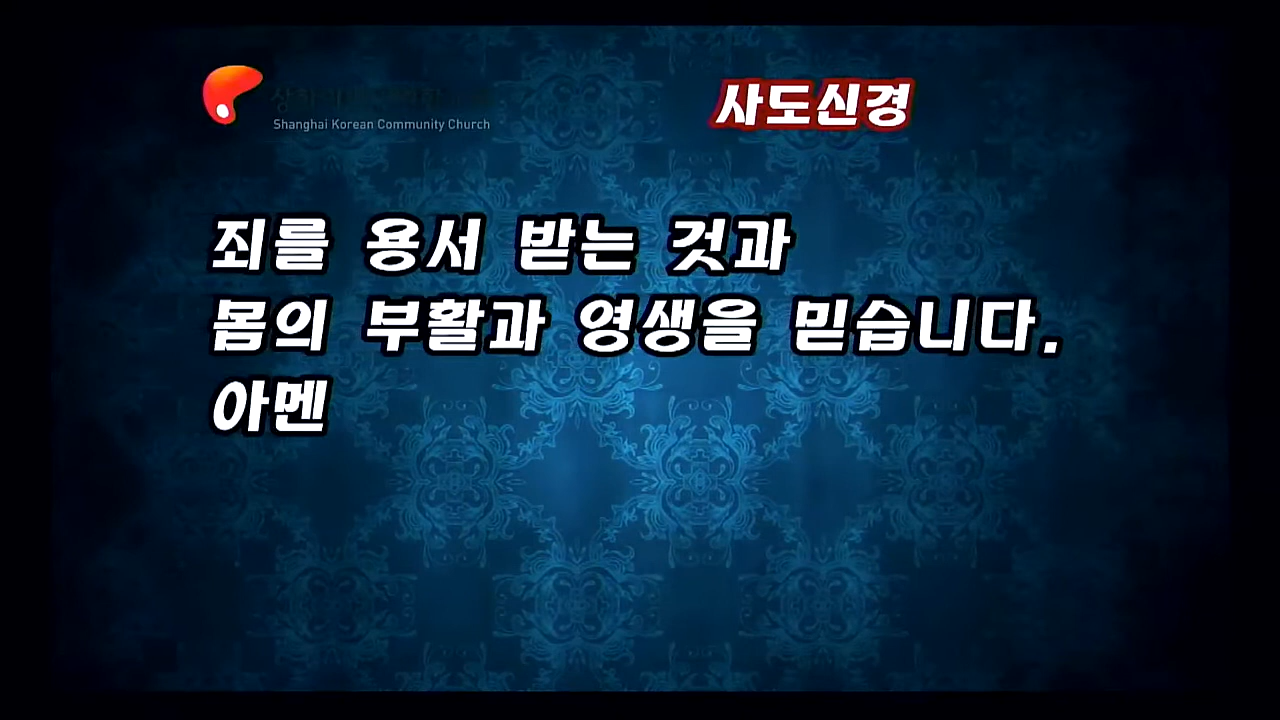 사도신경
Shanghai Korean Community Church
죄를 용서 받는 것과
몸의 부활과 영생을 믿습니다.
아멘